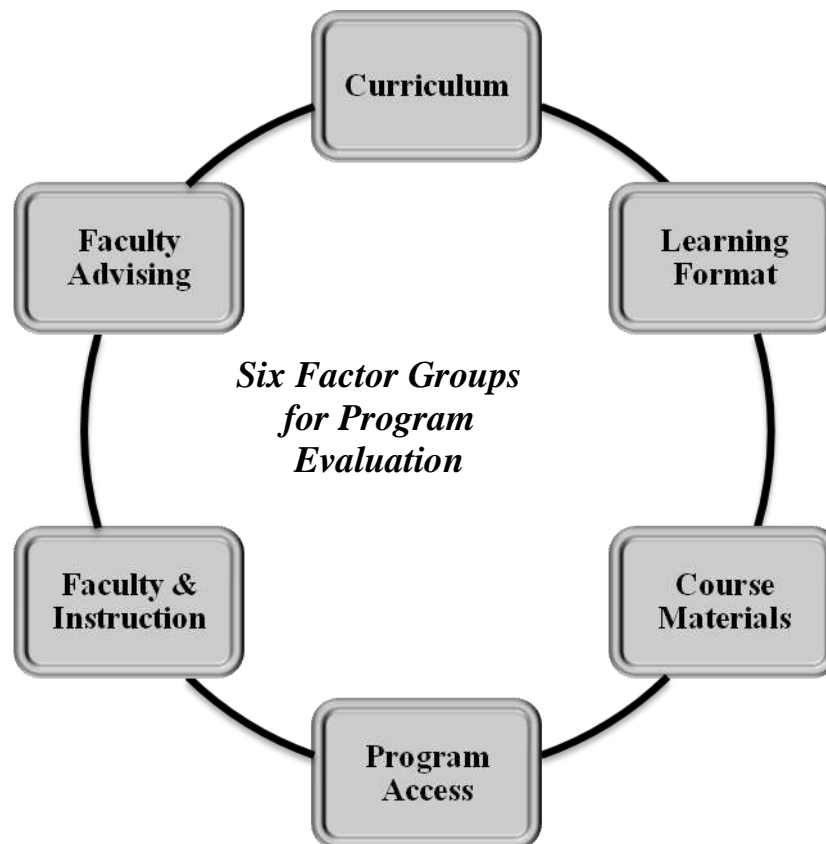 Curriculum
Learning
Format
Course
Materials
Program
Access
Faculty &
Instruction
Faculty
Advising
Six Factor Groups
for Program
Evaluation